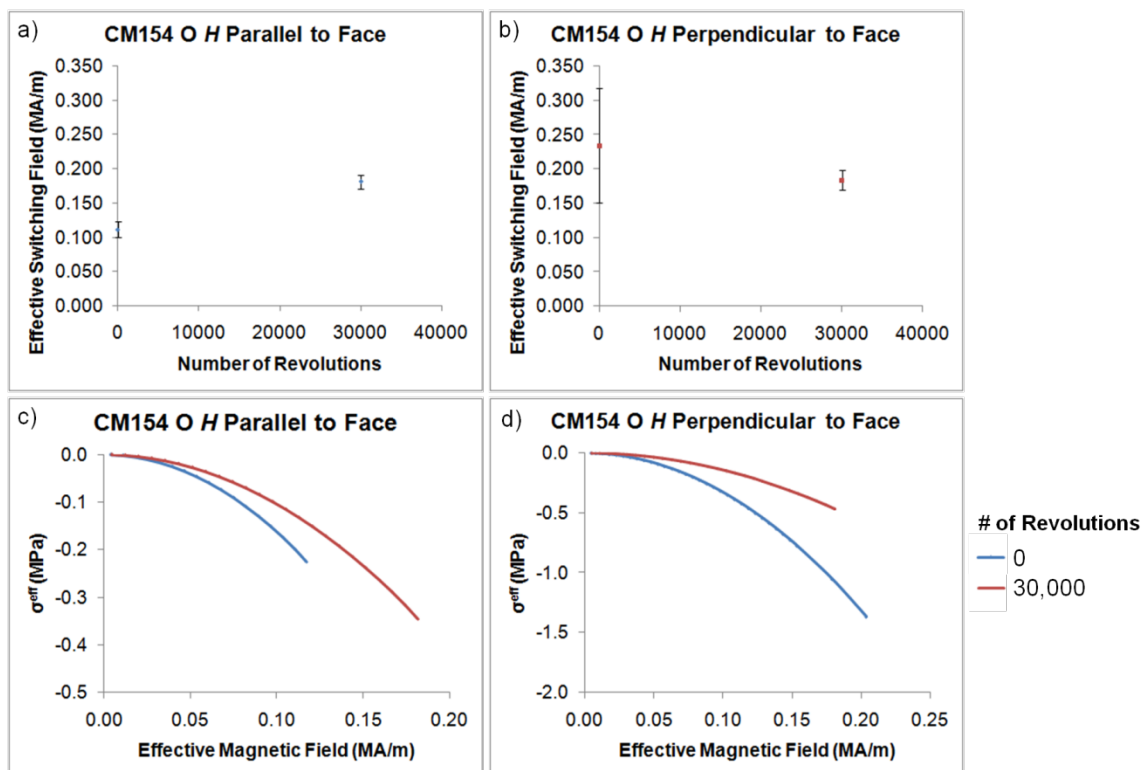 a) CM154 O H Parallel to Face
0.350
0.300
0.250
0.200
0.150
0.100
0.050
0.000
Effective Switching Field (MA/m)
0 10000 20000 30000 40000
Number of Revolutions
b) CM154 O H Perpendicular to Face
0.350
0.300
0.250
0.200
0.150
0.100
0.050
0.000
Effective Switching Field (MA/m)
0 10000 20000 30000 40000
Number of Revolutions
c) CM154 O H Parallel to Face
0.0
-0.1
-0.2
-0.3
-0.4
-0.5
σeff (MPa)
0.00 0.05 0.10 0.15 0.20
Effective Magnetic Field (MA/m)
d) CM154 O H Perpendicular to Face
0.0
-0.5
-1.0
-1.5
-2.0
σeff (MPa)
0.00 0.05 0.10 0.15 0.20 0.25
Effective Magnetic Field (MA/m)
# of Revolutions
0
30,000